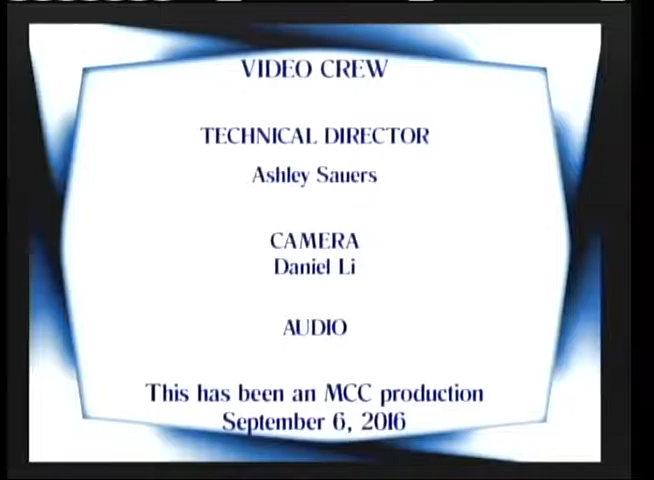 VIDEO CREW
TECHNICAL DIRECTOR
Ashley Sauers
CAMERA
Daniel Li
AUDIO
This has been an MCC production
September 6, 2016